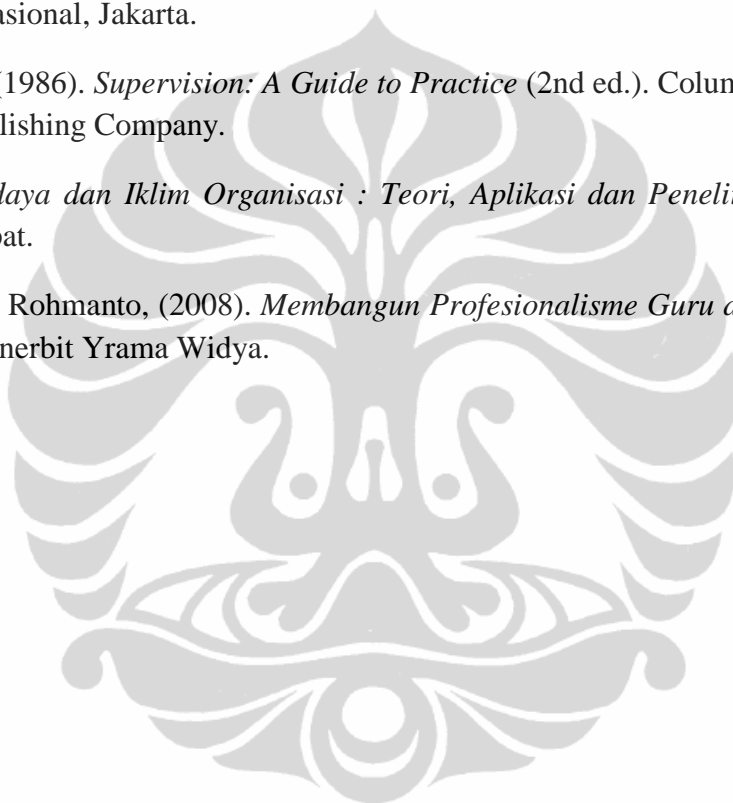 asional, Jakarta.
(1986). Supervision: A Guide to Practice (2nd ed.). Colum
lishing Company.
daya dan Iklim Organisasi : Teori, Aplikasi dan Peneli
pat.
Rohmanto, (2008). Membangun Profesionalisme Guru d
nerbit Yrama Widya.